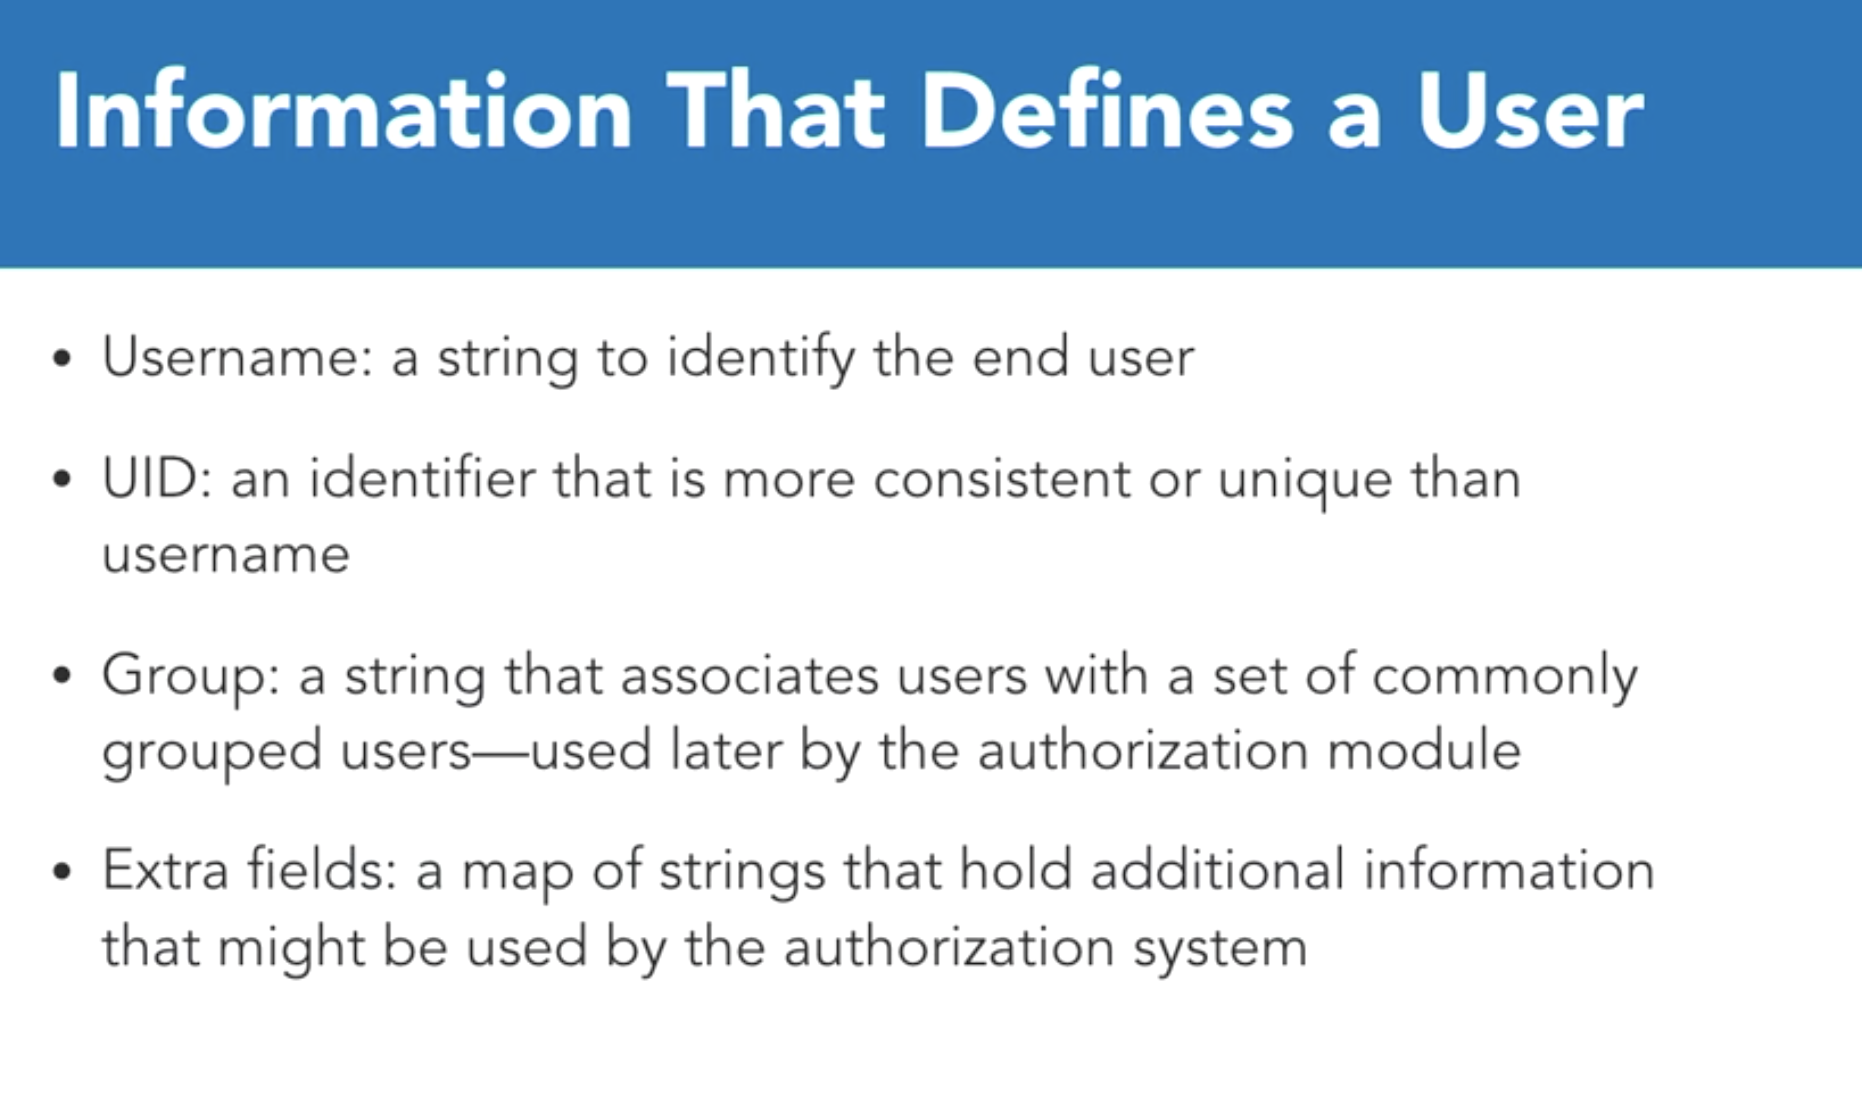 Information That Defines a User
• Username: a string to identify the end user
• UID: an identifier that is more consistent or unique than
username
• Group: a string that associates users with a set of commonly
grouped users—used later by the authorization module
• Extra fields: a map of strings that hold additional information
that might be used by the authorization system